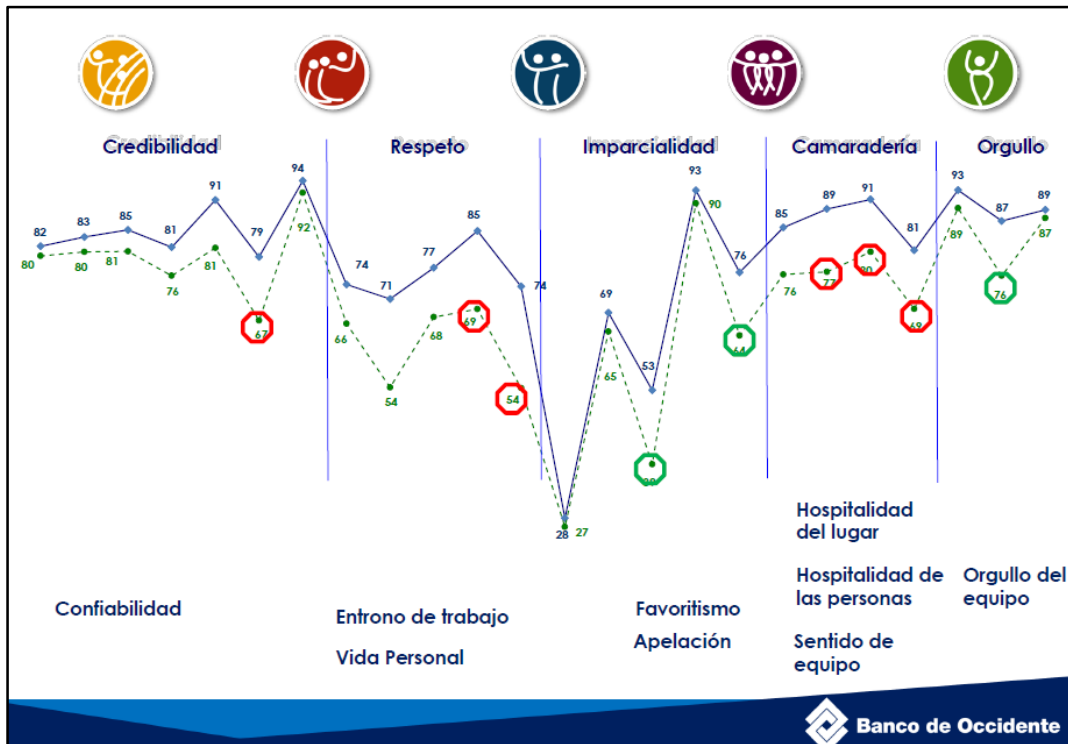 Credibilidad
Respeto
Imparcialidad
Camaradería
Orgullo
82
83
85
81
91
79
94
74
71
77
85
74
28
69
53
93
76
85
89
91
81
93
87
89
80
80
81
76
81
67
92
66
54
68
69
54
27
65
90
64
76
77
69
89
76
87
Confiabilidad
Entrono de trabajo
Vida Personal
Favoritismo
Apelación
Hospitalidad
del lugar
Hospitalidad de
las personas
Sentido de
equipo
Orgullo del
equipo
Banco de Occidente